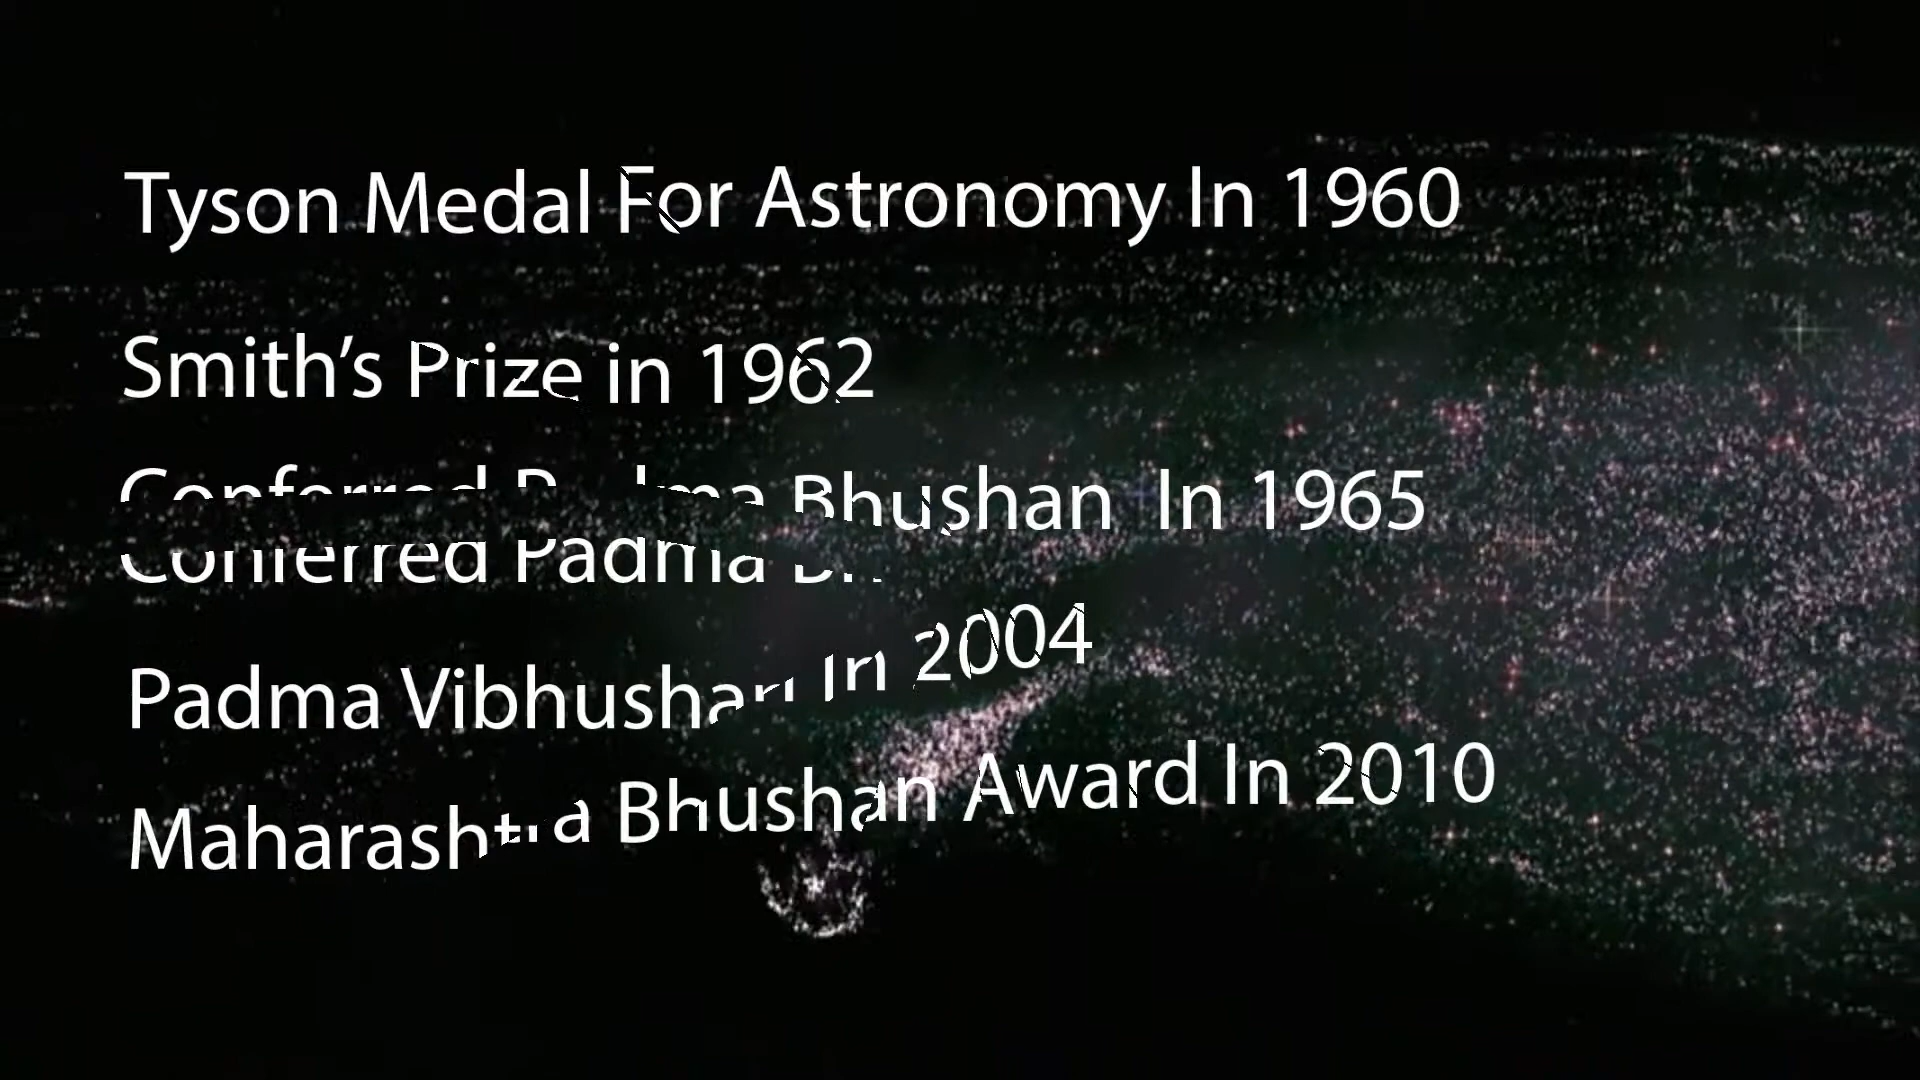 Tyson Medal For Astronomy In 1960
Smith’s Prize in 1962
Conferred Padma Bhushan In 1965
Padma Vibhushan In 2004
Maharashtra Bhushan Award In 2010